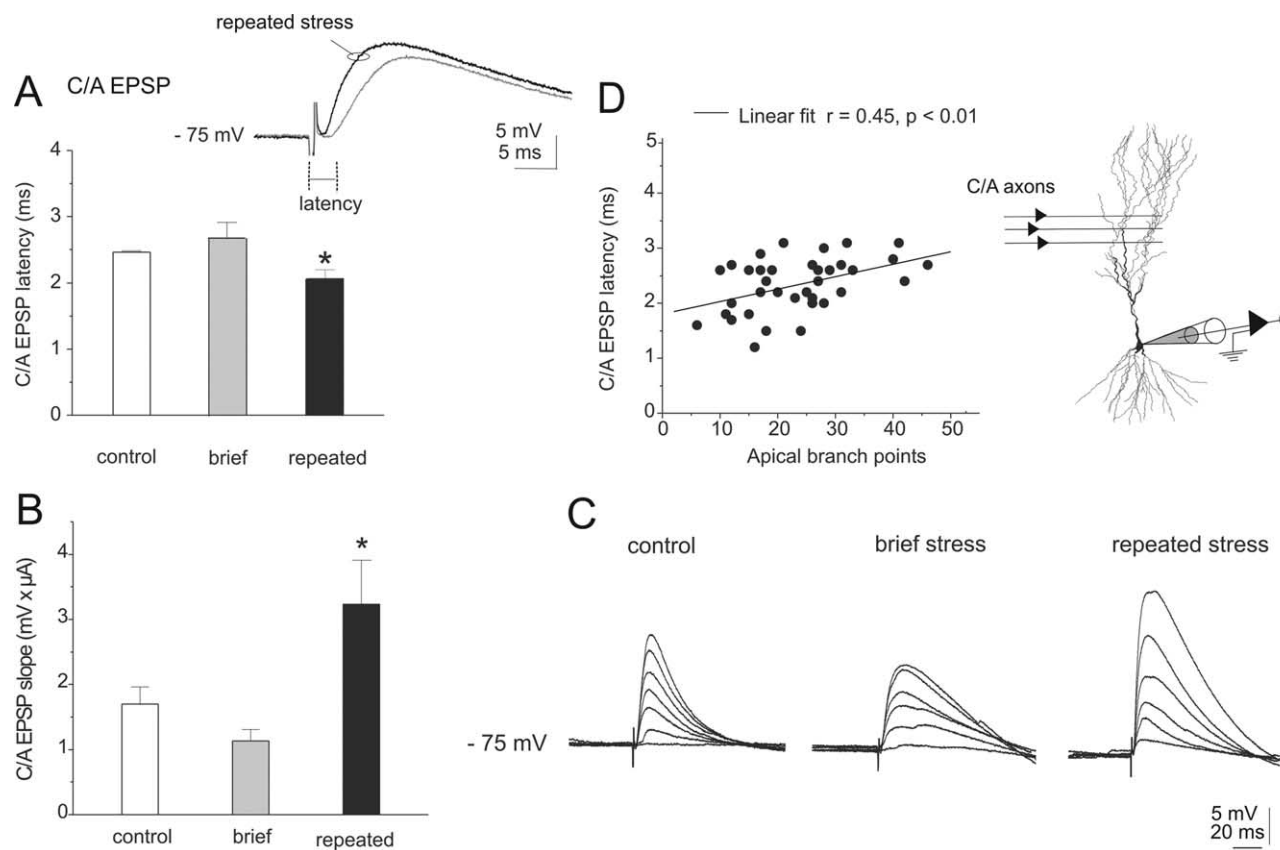 repeated stress
A
C/A EPSP
- 75 mV
5 mV
5 ms
latency
C/A EPSP latency (ms)
4
3
2
1
0
*
control brief repeated
B
C/A EPSP slope (mV x µA)
4
3
2
1
0
*
control brief repeated
D
Linear fit r = 0.45, p < 0.01
C/A EPSP latency (ms)
5
4
3
2
1
0
0 10 20 30 40 50
Apical branch points
C/A axons
C
control brief stress repeated stress
- 75 mV
5 mV
20 ms